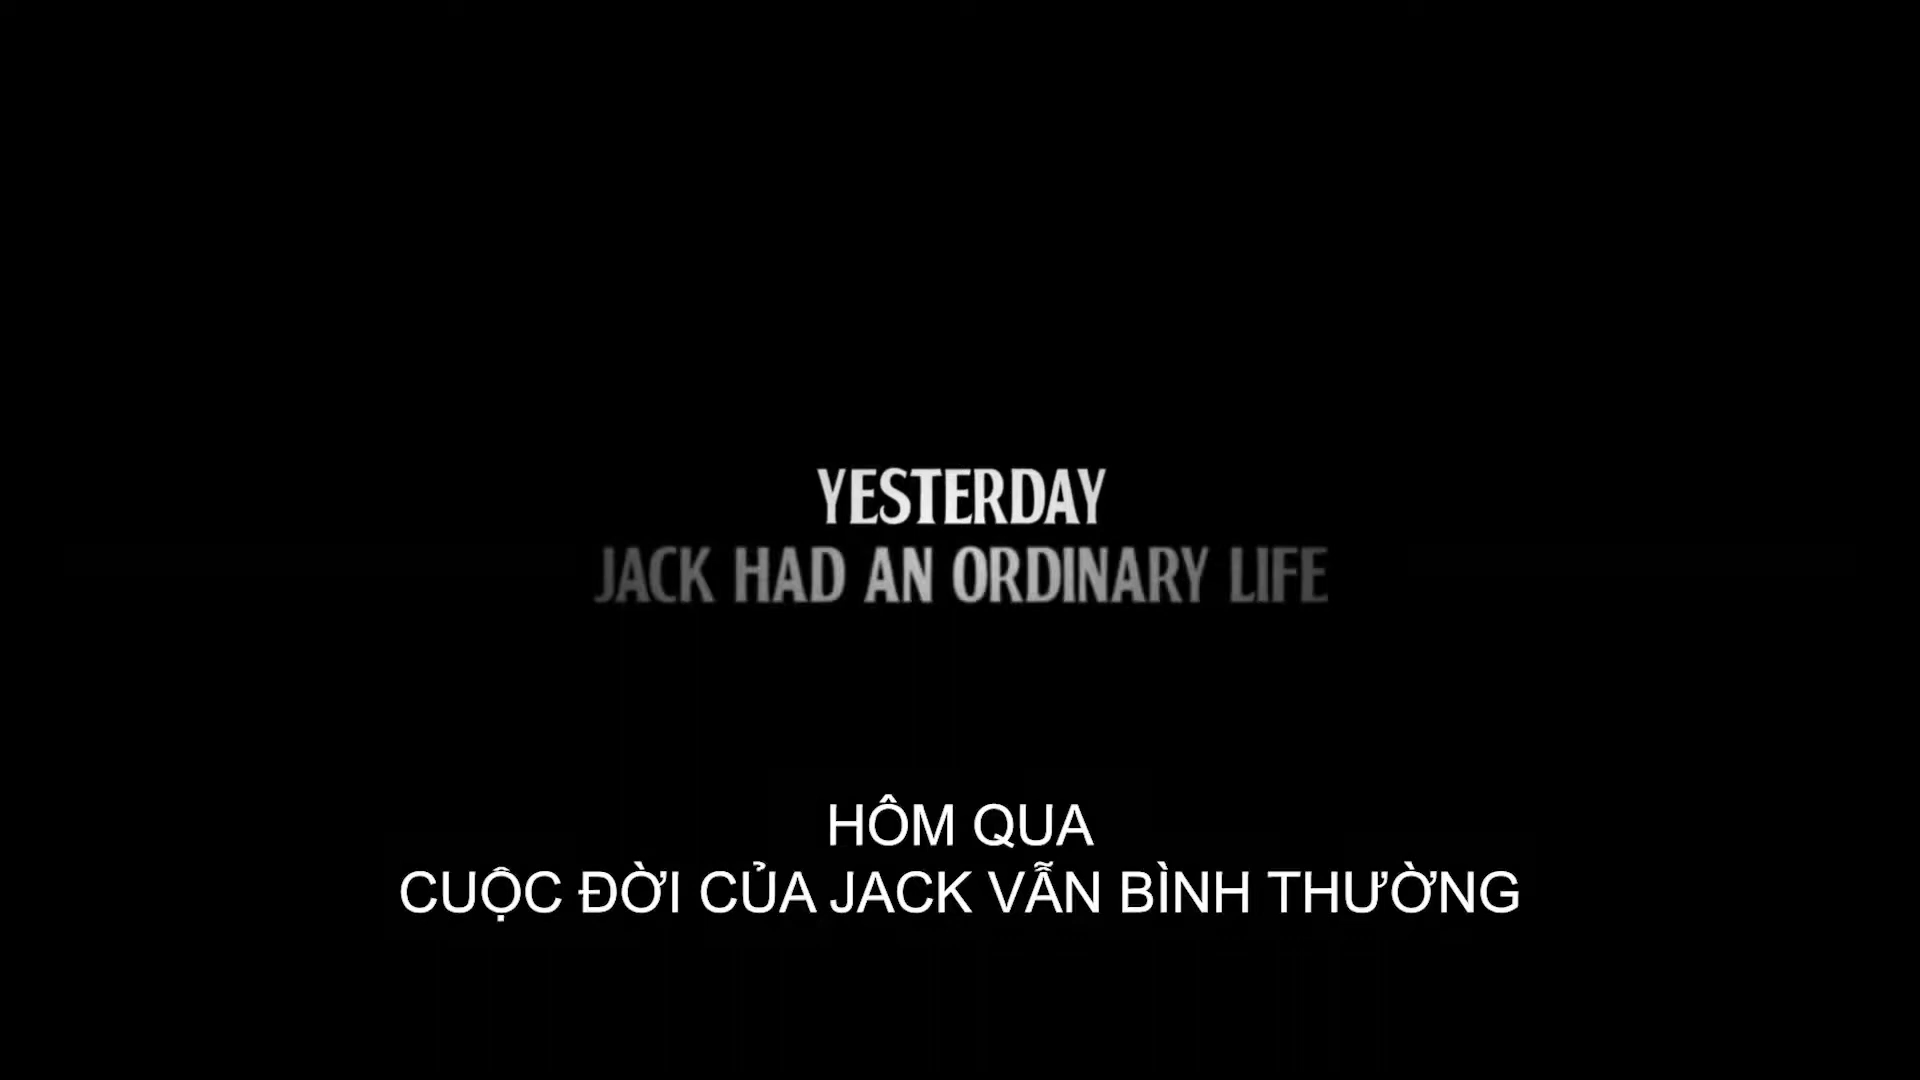 YESTERDAY
JACK HAD AN ORDINARY LIFE
HÔM QUA
CUỘC ĐỜI CỦA JACK VẪN BÌNH THƯỜNG